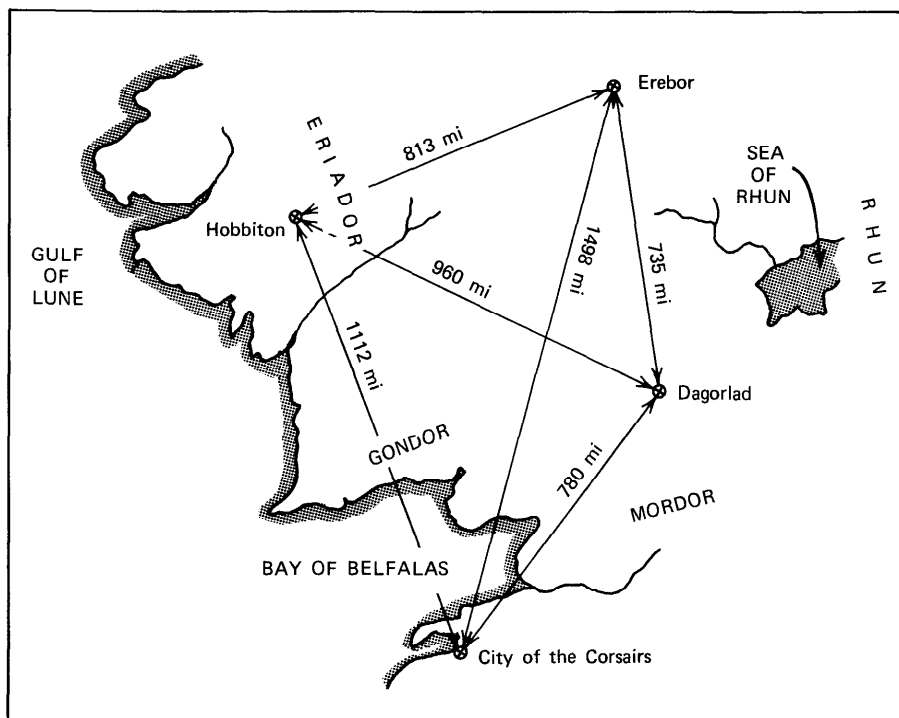 Erebor
ERIADOR
813 mi
SEA
OF
RHUN
RHUN
Hobbiton
GULF
OF
LUNE
960 mi
1498 mi
735 mi
1112 mi
Dagorlad
GONDOR
780 mi
MORDOR
BAY OF BELFALAS
City of the Corsairs